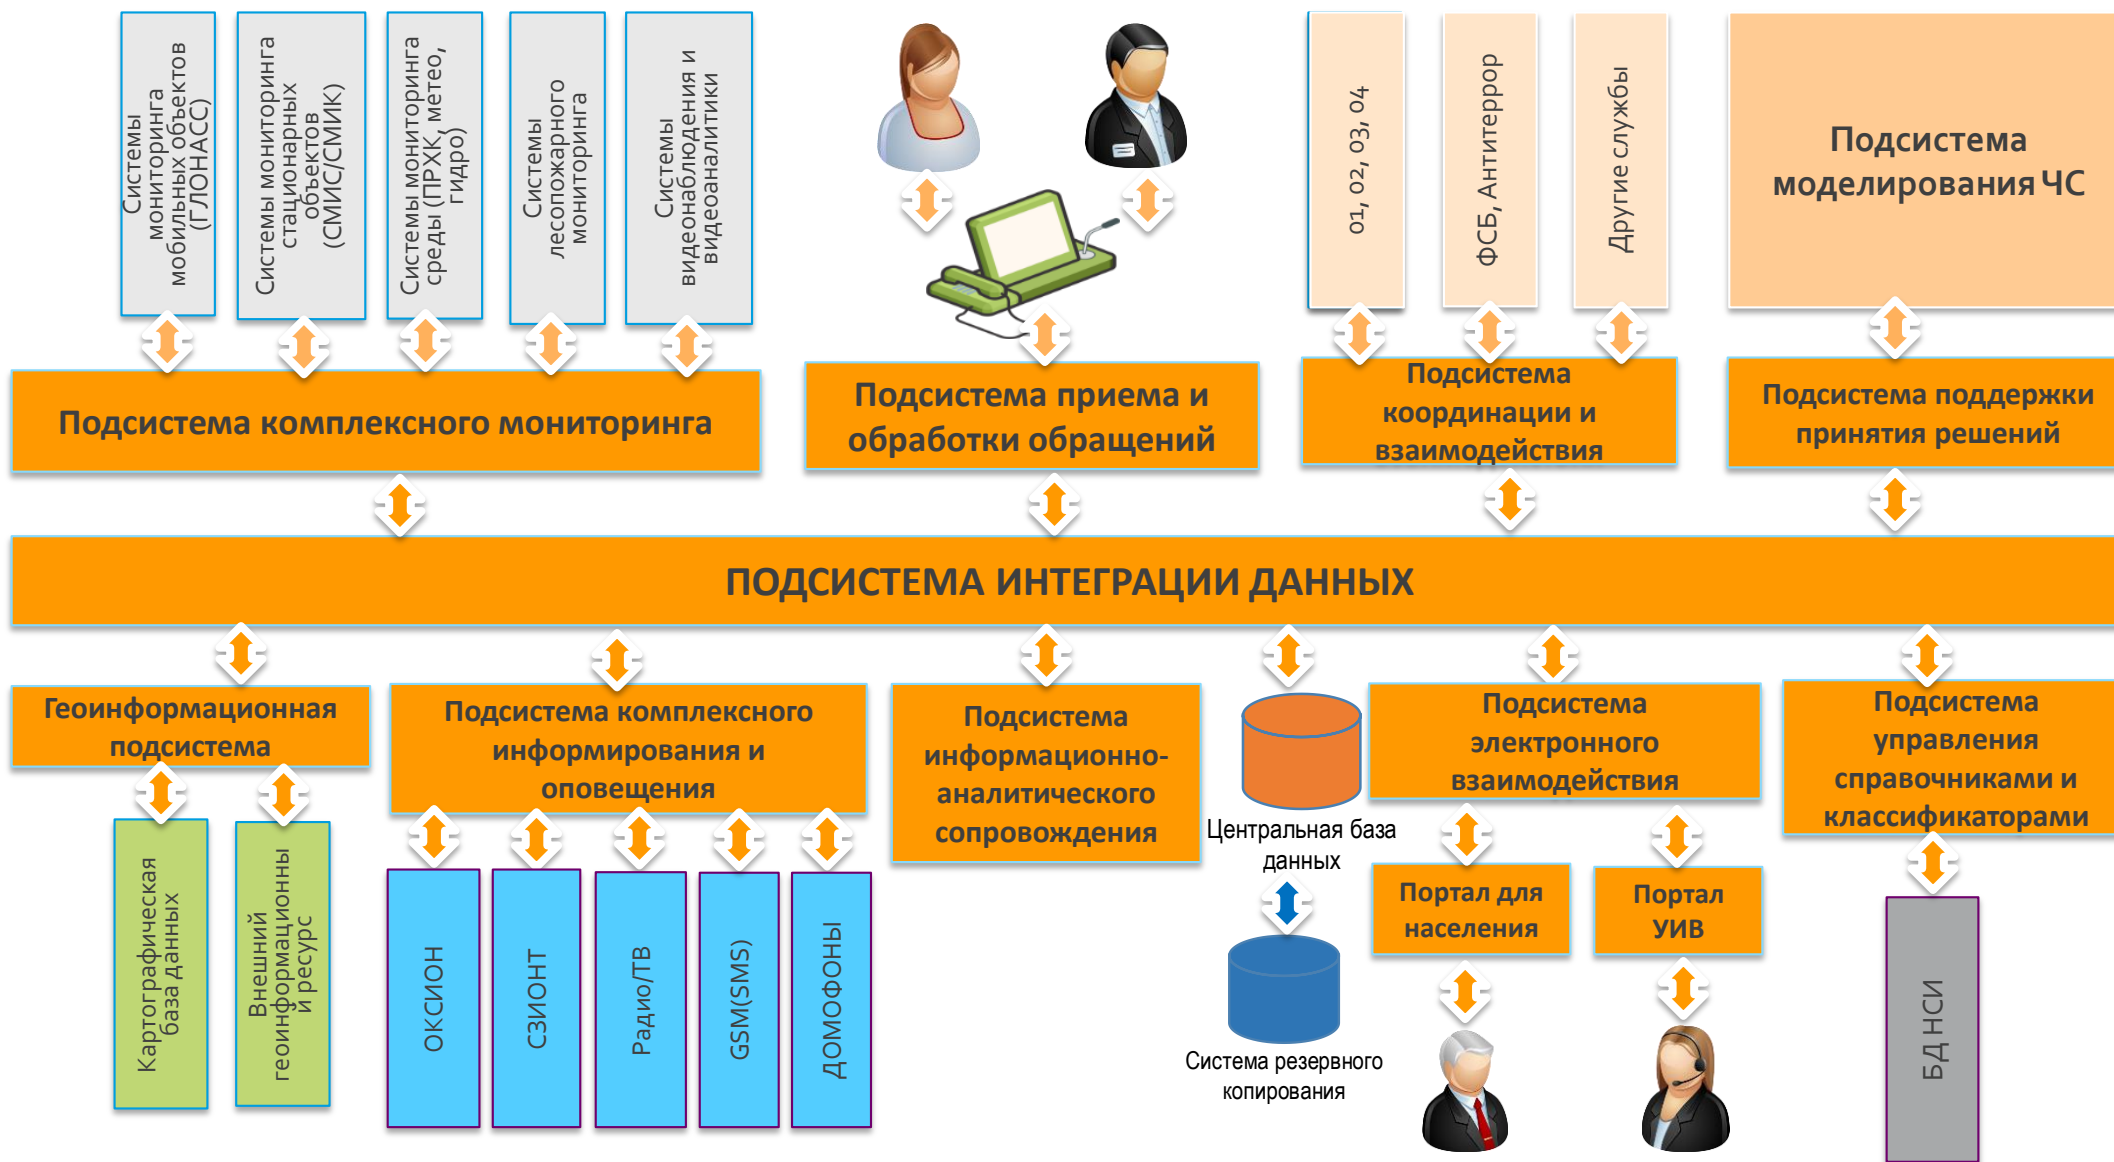 Системы
мониторинга
мобильных объектов
(ГЛОНАСС)
Системы мониторинга
стационарных
объектов
(СМИС/СМИК)
Системы мониторинга
среды (ПРХК, метео,
гидро)
Системы
лесопожарного
мониторинга
Системы
видеонаблюдения и
видеоаналитики
01, 02, 03, 04
ФСБ, Антитеррор
Другие службы
Подсистема
моделирования ЧС
Подсистема комплексного мониторинга
Подсистема приема и
обработки обращений
Подсистема
координации и
взаимодействия
Подсистема поддержки
принятия решений
ПОДСИСТЕМА ИНТЕГРАЦИИ ДАННЫХ
Геоинформационная
подсистема
Подсистема комплексного
информирования и
оповещения
Подсистема
информационно-
аналитического
сопровождения
Центральная база
данных
Подсистема
электронного
взаимодействия
Подсистема
управления
справочниками и
классификаторами
Картографическая
база данных
Внешний
геоинформационны
й ресурс
ОКСИОН
СЗИОНТ
Радио/ТВ
GSM(SMS)
ДОМОФОНЫ
Система резервного
копирования
Портал для
населения
Портал
УИВ
БД НСИ